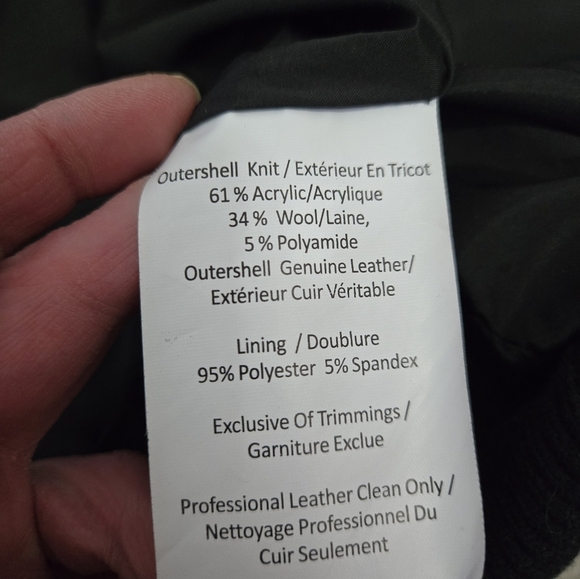 Outershell Knit / Extérieur En Tricot
61 % Acrylic/Acrylique
34 % Wool/Laine,
5 % Polyamide
Outershell Genuine Leather/
Extérieur Cuir Véritable
Lining / Doublure
95% Polyester 5% Spandex
Exclusive Of Trimmings /
Garniture Exclue
Professional Leather Clean Only /
Nettoyage Professionnel Du
Cuir Seulement